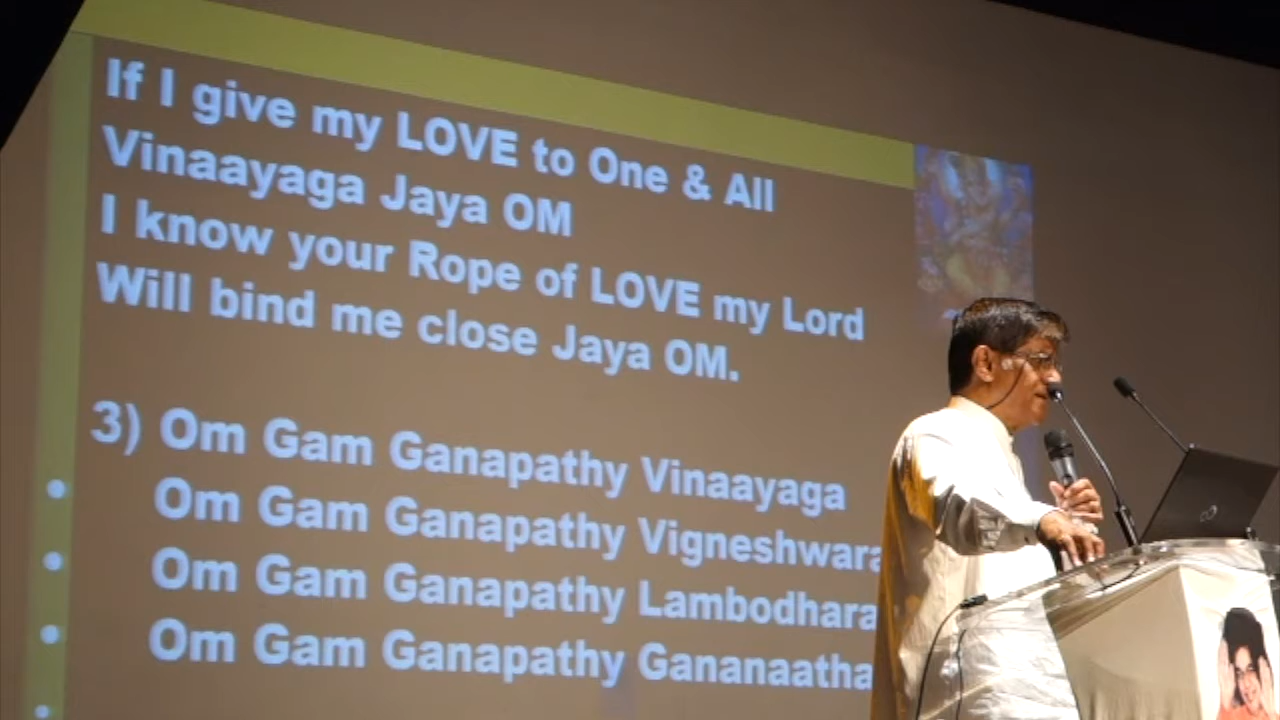 If I give my LOVE to One & All
Vinaayaga Jaya OM
I know your Rope of LOVE my Lord
Will bind me close Jaya OM.
3) Om Gam Ganapathy Vinaayaga
Om Gam Ganapathy Vigneshwara
Om Gam Ganapathy Lambodhara
Om Gam Ganapathy Gananaatha